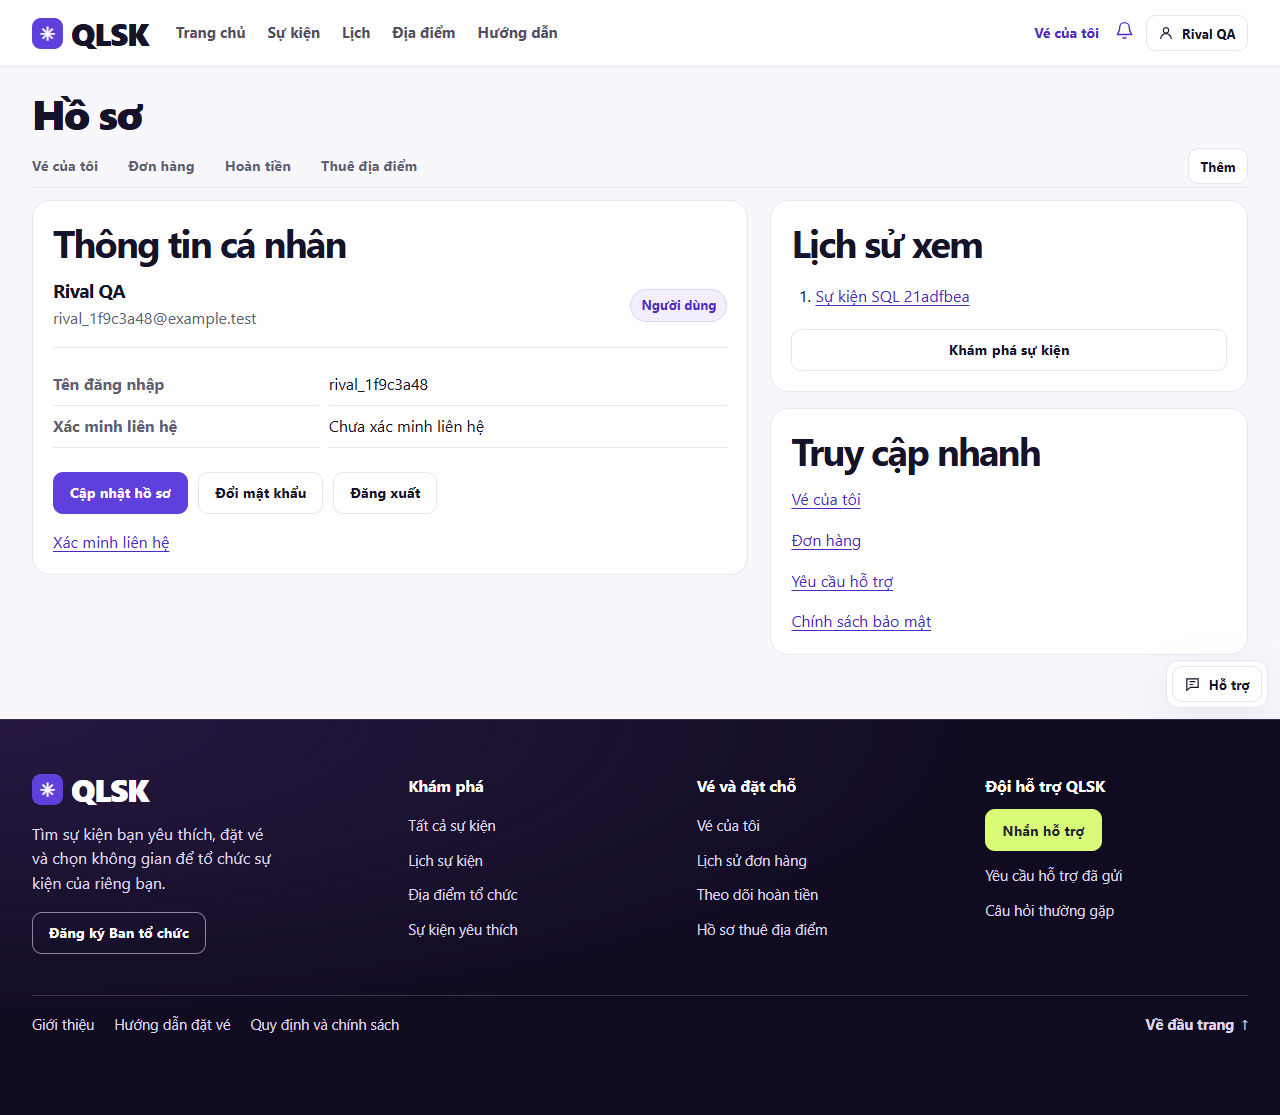 QLSK
Trang chủ
Sự kiện
Lịch
Địa điểm
Hướng dẫn
Vé của tôi
Rival QA
Hồ sơ
Vé của tôi
Đơn hàng
Hoàn tiền
Thuê địa điểm
Thêm
Thông tin cá nhân
Rival QA
rival_1f9c3a48@example.test
Người dùng
Tên đăng nhập
rival_1f9c3a48
Xác minh liên hệ
Chưa xác minh liên hệ
Cập nhật hồ sơ
Đổi mật khẩu
Đăng xuất
Xác minh liên hệ
Lịch sử xem
1. Sự kiện SQL 21adfbea
Khám phá sự kiện
Truy cập nhanh
Vé của tôi
Đơn hàng
Yêu cầu hỗ trợ
Chính sách bảo mật
Hỗ trợ
QLSK
Tìm sự kiện bạn yêu thích, đặt vé
và chọn không gian để tổ chức sự
kiện của riêng bạn.
Đăng ký Ban tổ chức
Khám phá
Tất cả sự kiện
Lịch sự kiện
Địa điểm tổ chức
Sự kiện yêu thích
Vé và đặt chỗ
Vé của tôi
Lịch sử đơn hàng
Theo dõi hoàn tiền
Hồ sơ thuê địa điểm
Đội hỗ trợ QLSK
Nhắn hỗ trợ
Yêu cầu hỗ trợ đã gửi
Câu hỏi thường gặp
Giới thiệu
Hướng dẫn đặt vé
Quy định và chính sách
Về đầu trang ↑